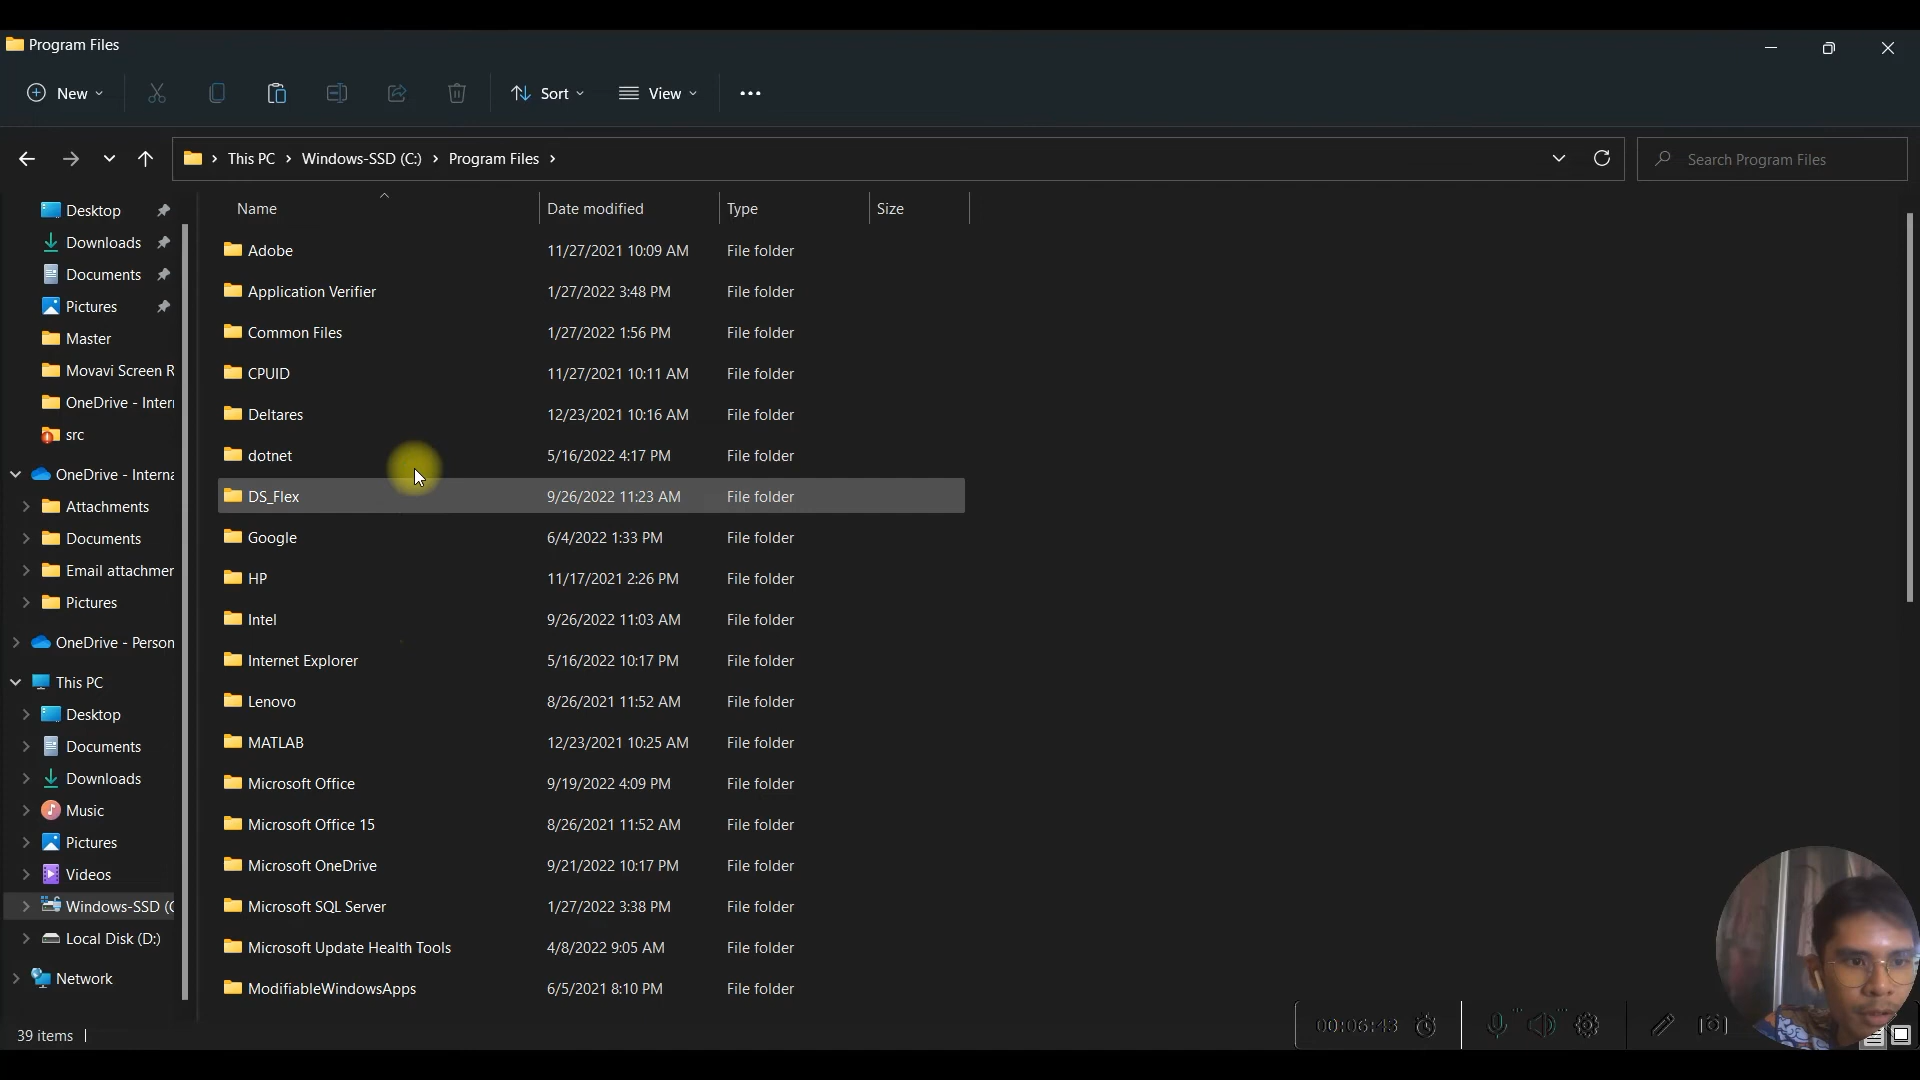 Program Files
New
Sort
View
This PC > Windows-SSD (C:) > Program Files >
Search Program Files
Name Date modified Type Size
Desktop
Downloads
Documents
Pictures
Master
Movavi Screen R
OneDrive - Inter
src
OneDrive - Interna
Attachments
Documents
Email attachmer
Pictures
OneDrive - Person
This PC
Desktop
Documents
Downloads
Music
Pictures
Videos
Windows-SSD (C
Local Disk (D:)
Network
Adobe 11/27/2021 10:09 AM File folder
Application Verifier 1/27/2022 3:48 PM File folder
Common Files 1/27/2022 1:56 PM File folder
CPUID 11/27/2021 10:11 AM File folder
Deltares 12/23/2021 10:16 AM File folder
dotnet 5/16/2022 4:17 PM File folder
DS_Flex 9/26/2022 11:23 AM File folder
Google 6/4/2022 1:33 PM File folder
HP 11/17/2021 2:26 PM File folder
Intel 9/26/2022 11:03 AM File folder
Internet Explorer 5/16/2022 10:17 PM File folder
Lenovo 8/26/2021 11:52 AM File folder
MATLAB 12/23/2021 10:25 AM File folder
Microsoft Office 9/19/2022 4:09 PM File folder
Microsoft Office 15 8/26/2021 11:52 AM File folder
Microsoft OneDrive 9/21/2022 10:17 PM File folder
Microsoft SQL Server 1/27/2022 3:38 PM File folder
Microsoft Update Health Tools 4/8/2022 9:05 AM File folder
ModifiableWindowsApps 6/5/2021 8:10 PM File folder
39 items
00:06:43